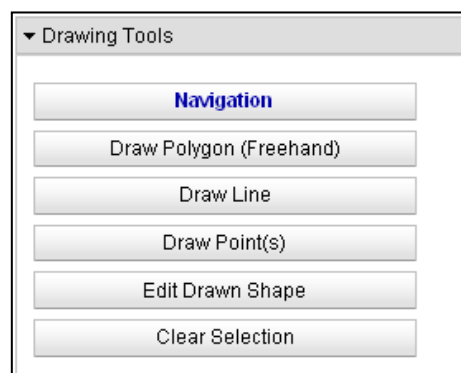 Drawing Tools
Navigation
Draw Polygon (Freehand)
Draw Line
Draw Point(s)
Edit Drawn Shape
Clear Selection